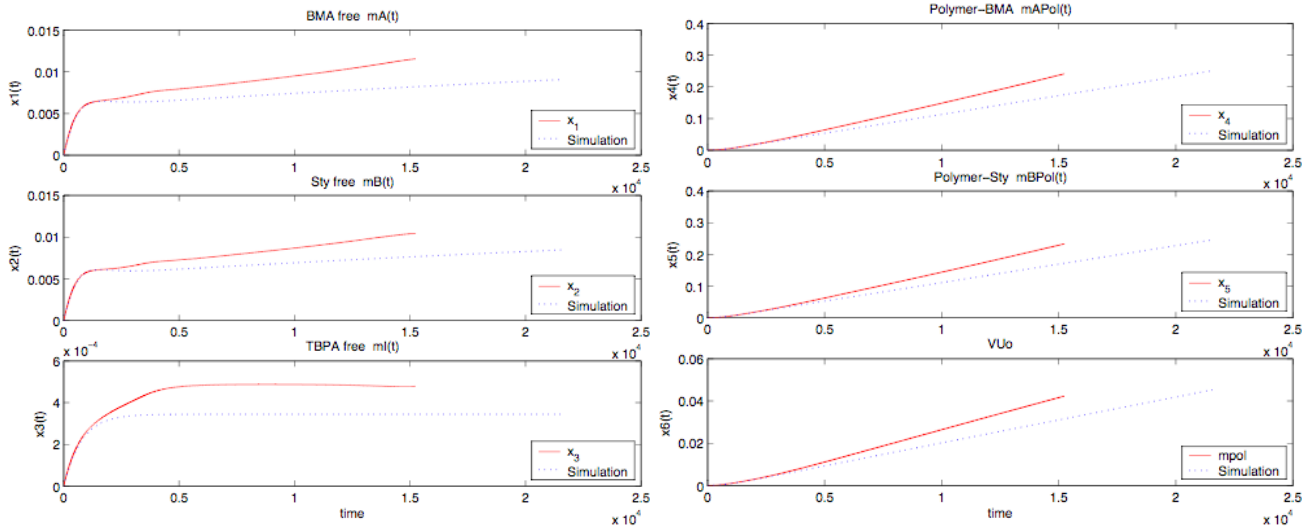 BMA free mA(t)
0.015
0.01
0.005
0
x1(t)
x_1
Simulation
0 0.5 1 1.5 2 2.5
x 10^4
Sty free mB(t)
0.015
0.01
0.005
0
x2(t)
x_2
Simulation
0 0.5 1 1.5 2 2.5
x 10^4
x 10^-4
TBPA free mI(t)
6
4
2
0
x3(t)
x_3
Simulation
0 0.5 1 1.5 2 2.5
time
x 10^4
Polymer-BMA mAPol(t)
0.4
0.3
0.2
0.1
0
x4(t)
x_4
Simulation
0 0.5 1 1.5 2 2.5
x 10^4
Polymer-Sty mBPol(t)
0.4
0.3
0.2
0.1
0
x5(t)
x_5
Simulation
0 0.5 1 1.5 2 2.5
x 10^4
VUo
0.06
0.04
0.02
0
x6(t)
mpol
Simulation
0 0.5 1 1.5 2 2.5
time
x 10^4